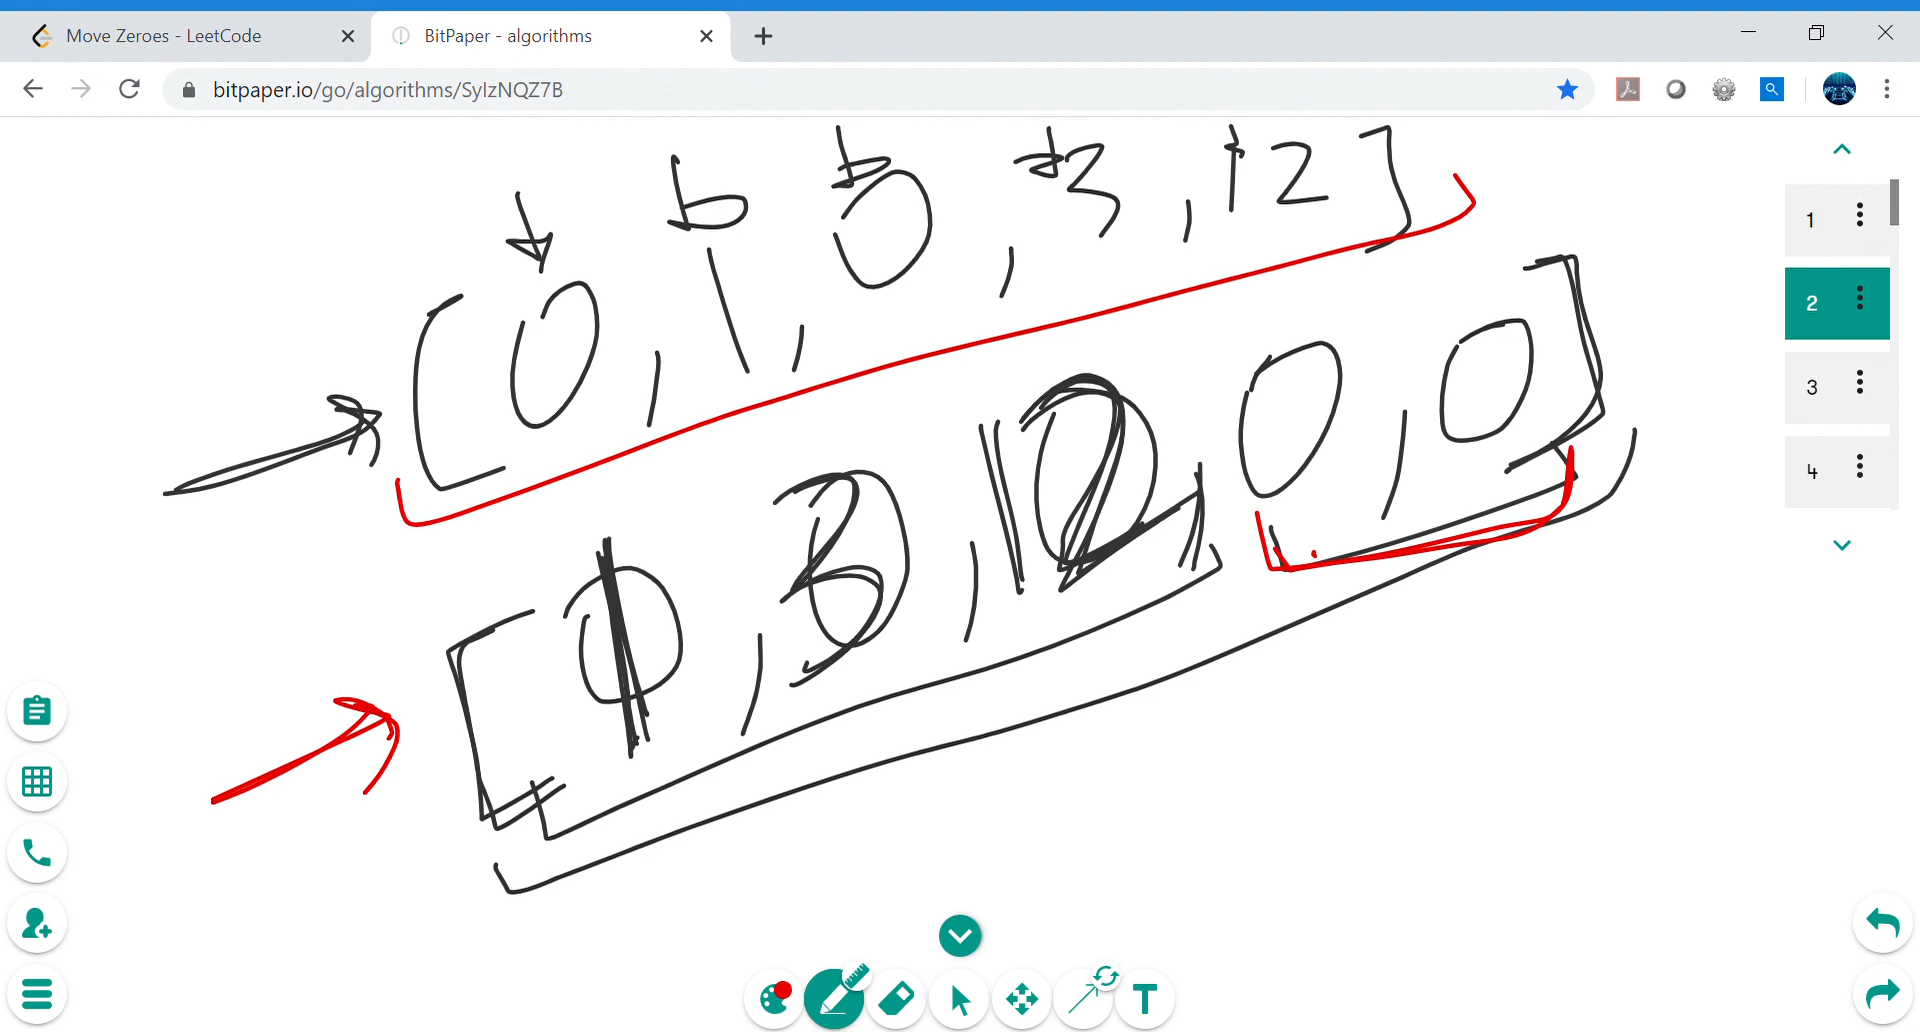 Move Zeroes - LeetCode
BitPaper - algorithms
bitpaper.io/go/algorithms/SyIzNQZ7B
[0, 1, 0, 3, 12]
[1, 3, 12, 0, 0]
1
2
3
4
T